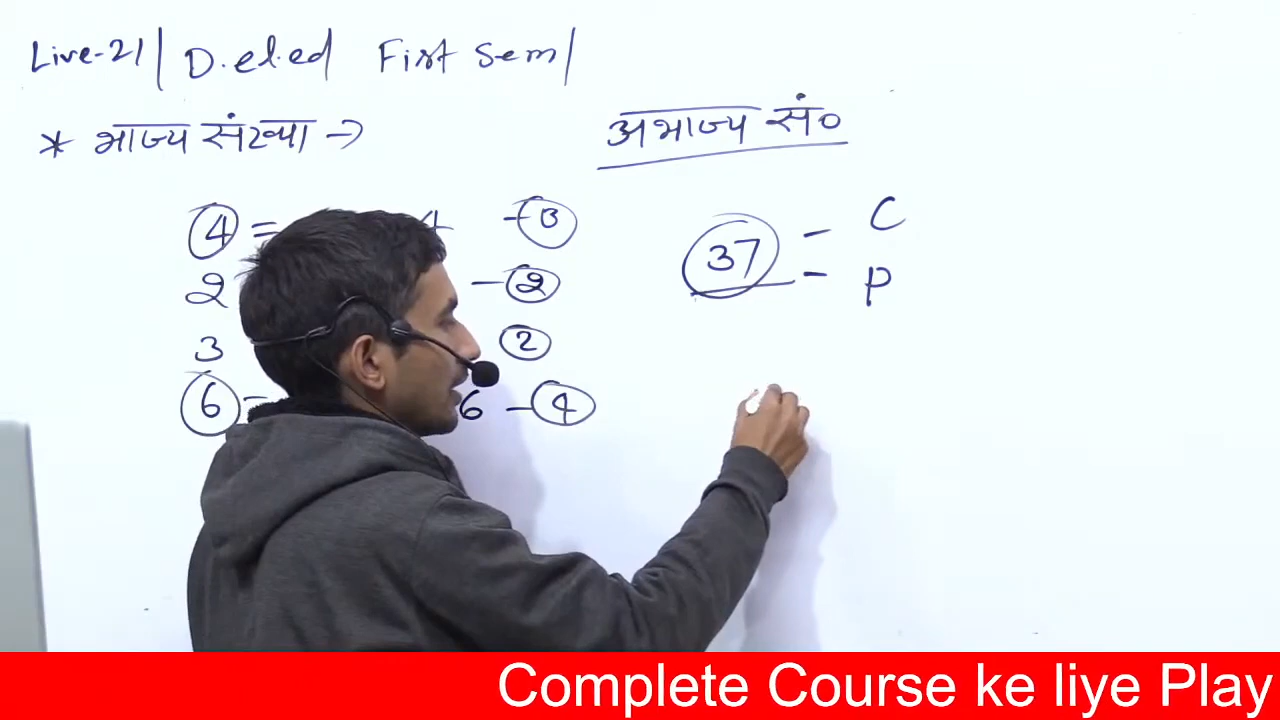 Live-21 | D.el.ed First Sem |
* भाज्य संख्या →
अभाज्य सं०
4 = 4 - 3
2 - 2
3 2
6 - 6 - 4
37 - C
- P
Complete Course ke liye Play